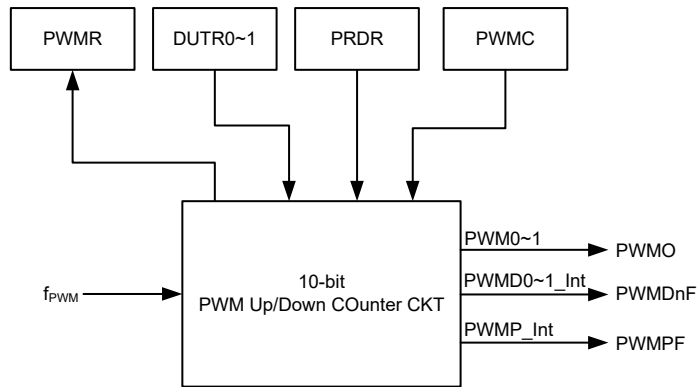 PWMR
DUTR0~1
PRDR
PWMC
PWM0~1
PWMO
10-bit
fPWM
PWM Up/Down COunter CKT
PWMD0~1_Int
PWMDnF
PWMP_Int
PWMPF